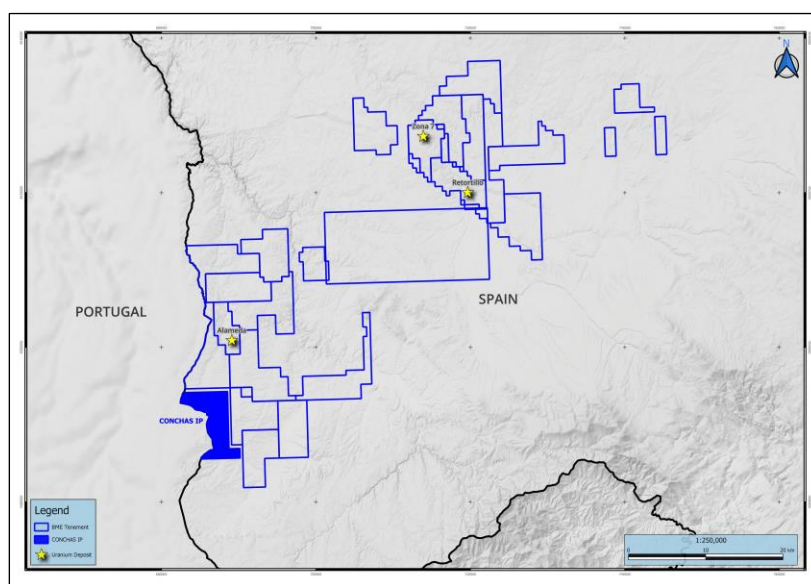 N
Zona 7
Retortillo
SPAIN
PORTUGAL
Alameda
CONCHAS IP
Legend
BME Tenement
CONCHAS IP
Uranium Deposit
1:250,000
0 10 20 km